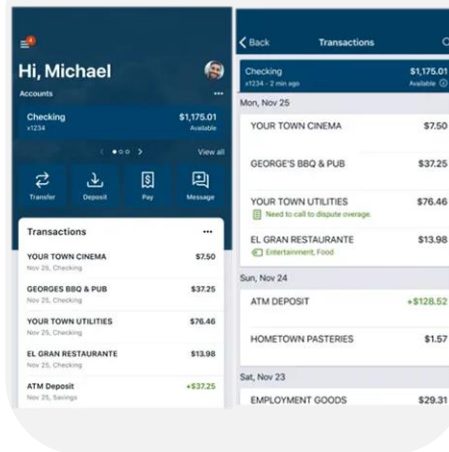 4
Hi, Michael
Accounts
Checking $1,175.01
x1234 Available
View all
Transfer Deposit Pay Message
Transactions
YOUR TOWN CINEMA $7.50
Nov 25, Checking
GEORGES BBQ & PUB $37.25
Nov 25, Checking
YOUR TOWN UTILITIES $76.46
Nov 25, Checking
EL GRAN RESTAURANTE $13.98
Nov 25, Checking
ATM Deposit +$37.25
Nov 25, Savings
Back Transactions
Checking $1,175.01
x1234 - 2 min ago Available
Mon, Nov 25
YOUR TOWN CINEMA $7.50
GEORGE'S BBQ & PUB $37.25
YOUR TOWN UTILITIES $76.46
Need to call to dispute overage.
EL GRAN RESTAURANTE $13.98
Entertainment, Food
Sun, Nov 24
ATM DEPOSIT +$128.52
HOMETOWN PASTERIES $1.57
Sat, Nov 23
EMPLOYMENT GOODS $29.31